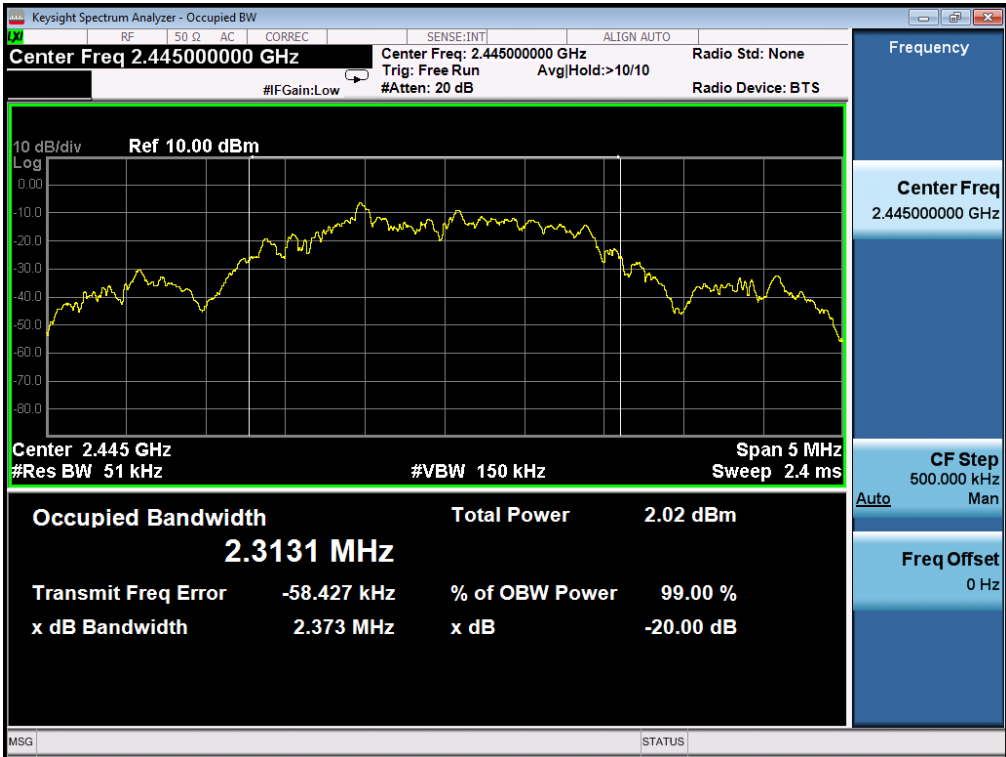 Keysight Spectrum Analyzer - Occupied BW
LXI RF 50 Ω AC CORREC SENSE:INT ALIGN AUTO
Center Freq 2.445000000 GHz
Center Freq: 2.445000000 GHz Radio Std: None
Trig: Free Run Avg|Hold:>10/10
#IFGain:Low #Atten: 20 dB Radio Device: BTS
Frequency
10 dB/div Ref 10.00 dBm
Log
0.00
-10.0
-20.0
-30.0
-40.0
-50.0
-60.0
-70.0
-80.0
Center 2.445 GHz Span 5 MHz
#Res BW 51 kHz #VBW 150 kHz Sweep 2.4 ms
Occupied Bandwidth Total Power 2.02 dBm
2.3131 MHz
Transmit Freq Error -58.427 kHz % of OBW Power 99.00 %
x dB Bandwidth 2.373 MHz x dB -20.00 dB
Center Freq
2.445000000 GHz
CF Step
500.000 kHz
Auto Man
Freq Offset
0 Hz
MSG STATUS